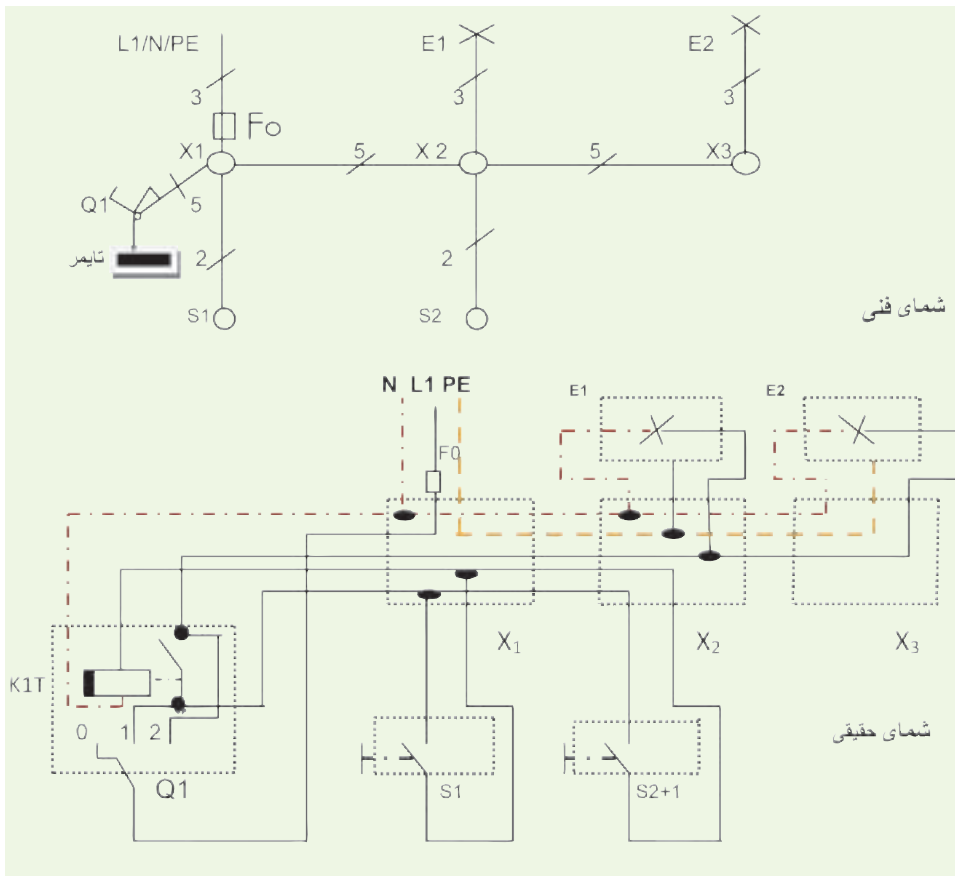 L1/N/PE
E1
E2
3
3
3
Fo
X1
5
X 2
5
X3
Q1
5
تایمر
2
2
S1
S2
شمای فنی
N L1 PE
E1
E2
F0
X1
X2
X3
K1T
0 1 2
شمای حقیقی
Q1
S1
S2+1